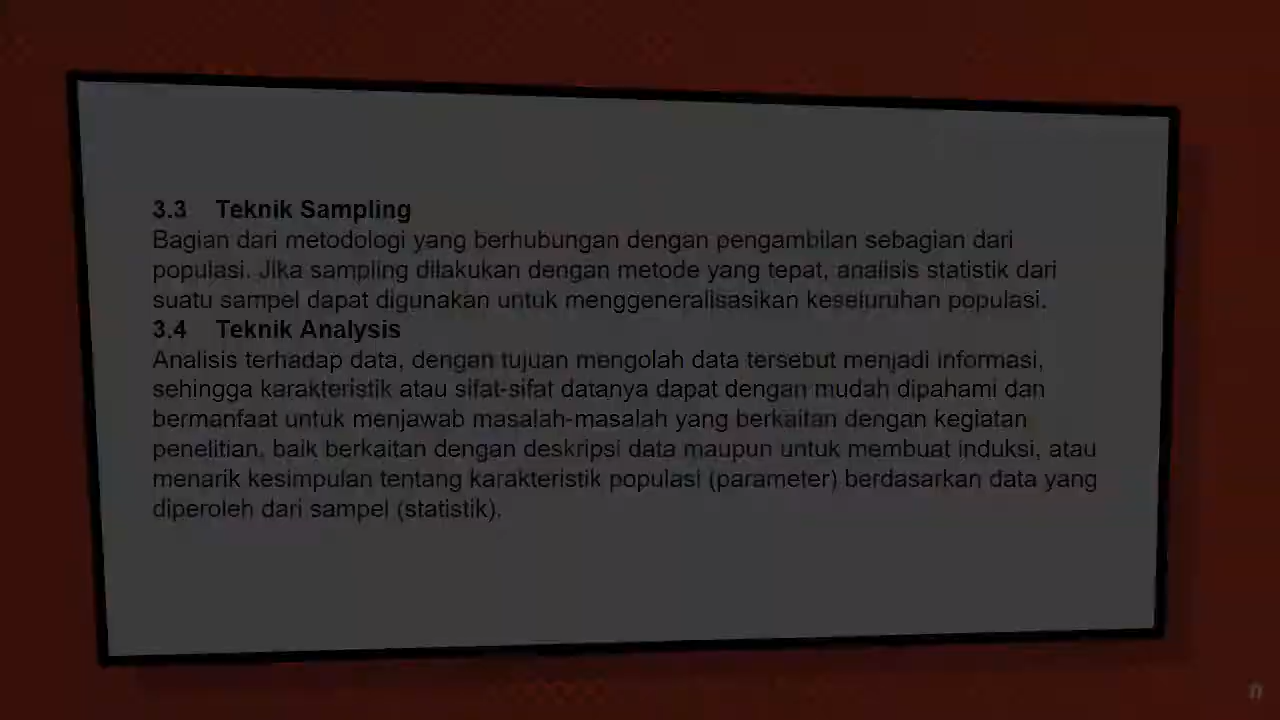 3.3 Teknik Sampling
Bagian dari metodologi yang berhubungan dengan pengambilan sebagian dari
populasi. Jika sampling dilakukan dengan metode yang tepat, analisis statistik dari
suatu sampel dapat digunakan untuk menggeneralisasikan keseluruhan populasi.
3.4 Teknik Analysis
Analisis terhadap data, dengan tujuan mengolah data tersebut menjadi informasi,
sehingga karakteristik atau sifat-sifat datanya dapat dengan mudah dipahami dan
bermanfaat untuk menjawab masalah-masalah yang berkaitan dengan kegiatan
penelitian, baik berkaitan dengan deskripsi data maupun untuk membuat induksi, atau
menarik kesimpulan tentang karakteristik populasi (parameter) berdasarkan data yang
diperoleh dari sampel (statistik).